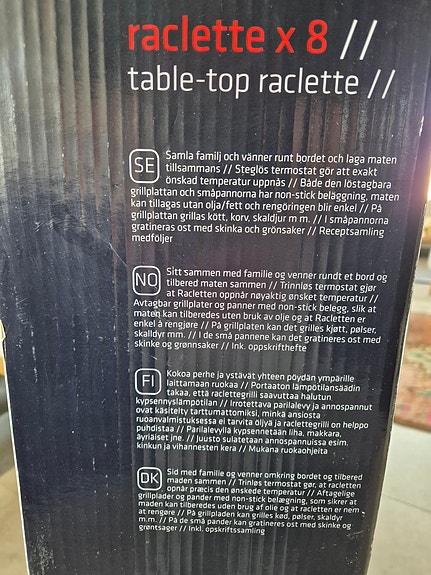 raclette x 8 //
table-top raclette //
SE Samla familj och vänner runt bordet och laga maten
tillsammans // Steglös termostat gör att exakt
önskad temperatur uppnås // Både den löstagbara
grillplattan och småpannorna har non-stick beläggning, maten
kan tillagas utan olja/fett och rengöringen blir enkel // På
grillplattan grillas kött, korv, skaldjur m m. // I småpannorna
gratineras ost med skinka och grönsaker // Receptsamling
medföljer
NO Sitt sammen med familie og venner rundt et bord og
tilbered maten sammen // Trinnløs termostat gjør
at Racletten oppnår nøyaktig ønsket temperatur //
Avtagbar grillplater og panner med non-stick belegg, slik at
maten kan tilberedes uten bruk av olje og at Racletten er
enkel å rengjøre // På grillplaten kan det grilles kjøtt, pølser,
skalldyr mm. // I de små pannene kan det gratineres ost med
skinke og grønnsaker // Ink. oppskrifthefte
FI Kokoa perhe ja ystävät yhteen pöydän ympärille
laittamaan ruokaa // Portaaton lämpötilansäädin
takaa, että raclettegrilli saavuttaa halutun
kypsennyslämpötilan // Irrotettava parilalevy ja annospannut
ovat käsitelty tarttumattomiksi, minkä ansiosta
ruoanvalmistuksessa ei tarvita öljyä ja raclettegrilli on helppo
puhdistaa // Parilalevyllä kypsennetään liha, makkara,
äyriäiset jne. // Juusto sulatetaan annospannuissa esim.
kinkun ja vihannesten kera // Mukana ruokaohjeita
DK Sid med familie og venner omkring bordet og tilbered
maden sammen // Trinløs termostat gør, at racletten
opnår præcis den ønskede temperatur // Aftagelige
grillplader og pander med non-stick belægning, som sikrer at
maden kan tilberedes uden brug af olie og at racletten er nem
at rengøre // På grillpladen kan der grilles kød, pølser, skaldyr
m.m. // På de små pander kan der gratineres ost med skinke og
grøntsager // Inkl. opskriftssamling